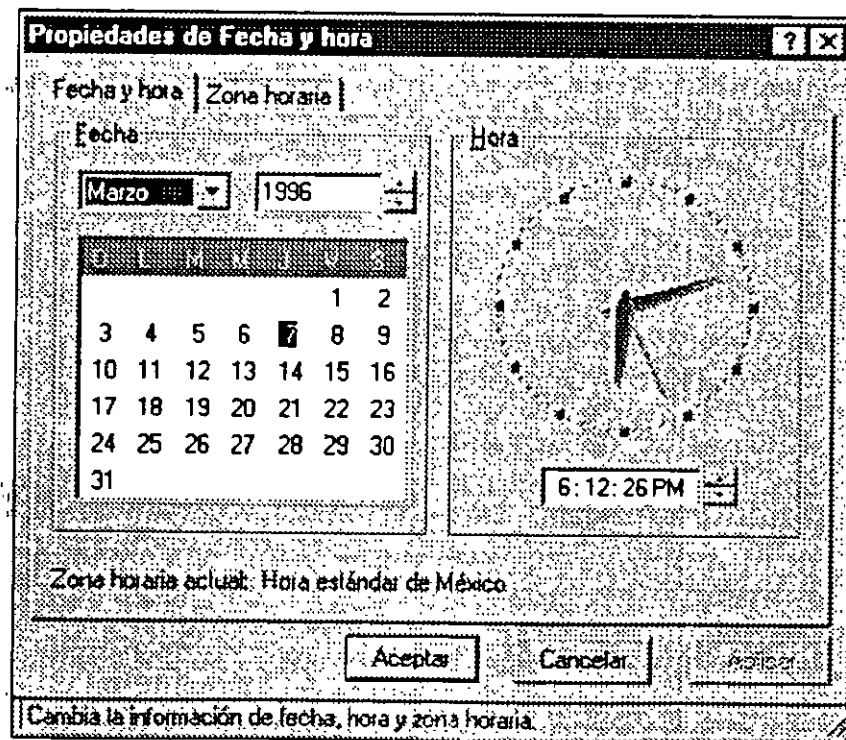 Propiedades de Fecha y hora
Fecha y hora Zona horaria
Fecha
Hora
Marzo 1996
D L M M J V S
1 2
3 4 5 6 7 8 9
10 11 12 13 14 15 16
17 18 19 20 21 22 23
24 25 26 27 28 29 30
31
6:12:26 PM
Zona horaria actual: Hora estándar de México
Aceptar Cancelar Aplicar
Cambia la información de fecha, hora y zona horaria.